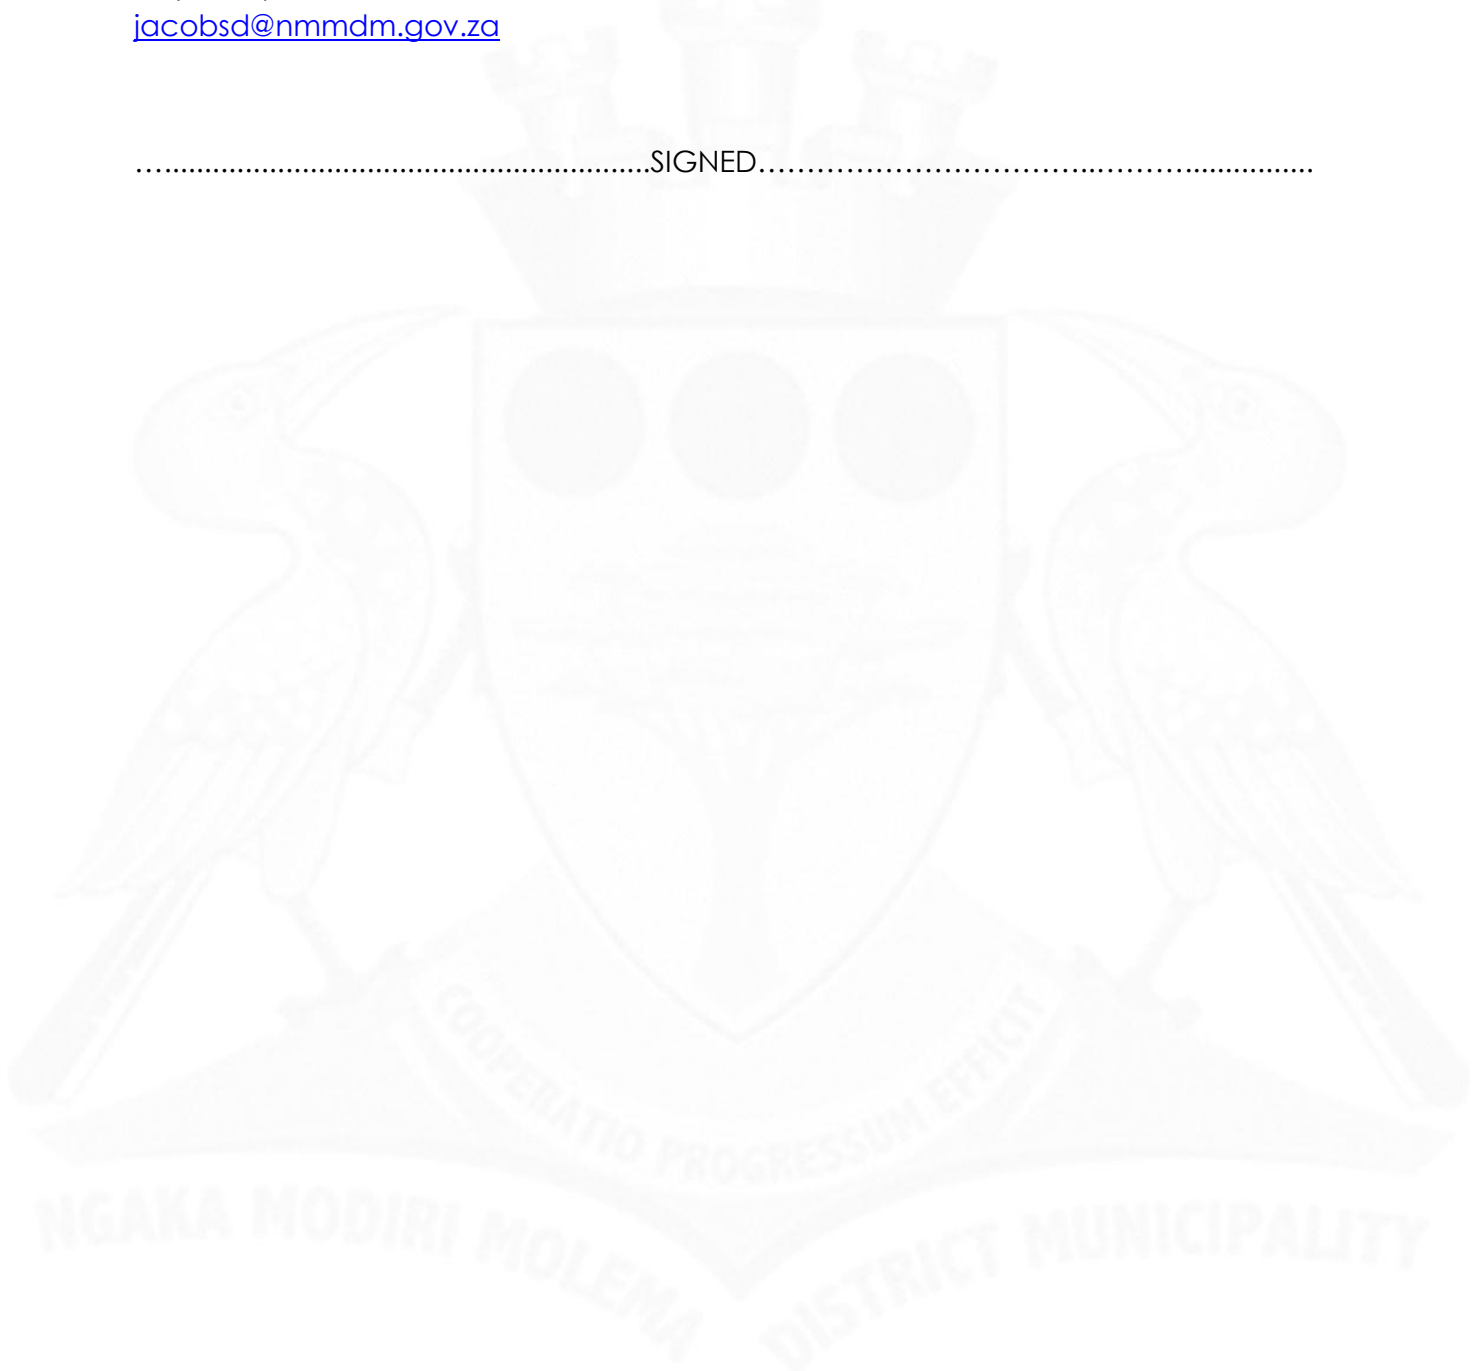 jacobsd@nmmdm.gov.za
…............................................................SIGNED……………………………..………................
COOPERATIO PROGRESSUM EFFICIT
NGAKA MODIRI MOLEMA DISTRICT MUNICIPALITY